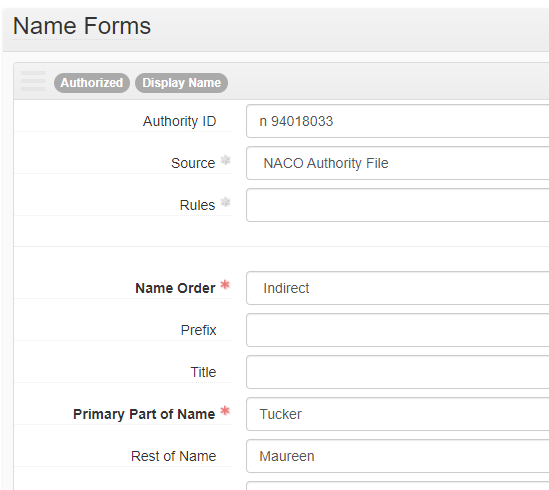 Name Forms
Authorized Display Name
Authority ID n 94018033
Source NACO Authority File
Rules
Name Order * Indirect
Prefix
Title
Primary Part of Name * Tucker
Rest of Name Maureen